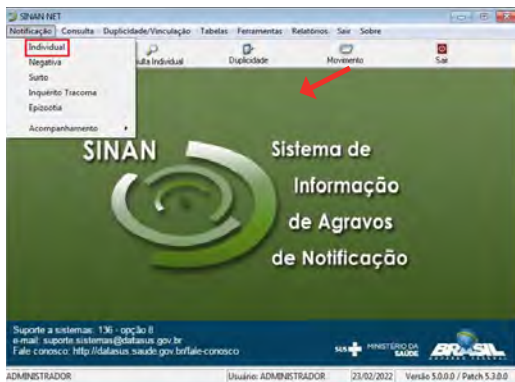 SINAN NET
Notificação Consulta Duplicidade/Vinculação Tabelas Ferramentas Relatórios Sair Sobre
Individual
Negativa
Surto
Inquérito Tracoma
Epizootia
Acompanhamento
Individual
Duplicidade
Movimento
Sair
SINAN
Sistema de
Informação
de Agravos
de Notificação
Suporte a sistemas: 136 - opção 8
e-mail: suporte.sistemas@datasus.gov.br
Fale conosco: http://datasus.saude.gov.br/fale-conosco
SUS
MINISTÉRIO DA
SAÚDE
BRASIL
ADMINISTRADOR Usuário: ADMINISTRADOR 23/02/2022 Versão 5.0.0.0 / Patch 5.3.0.0